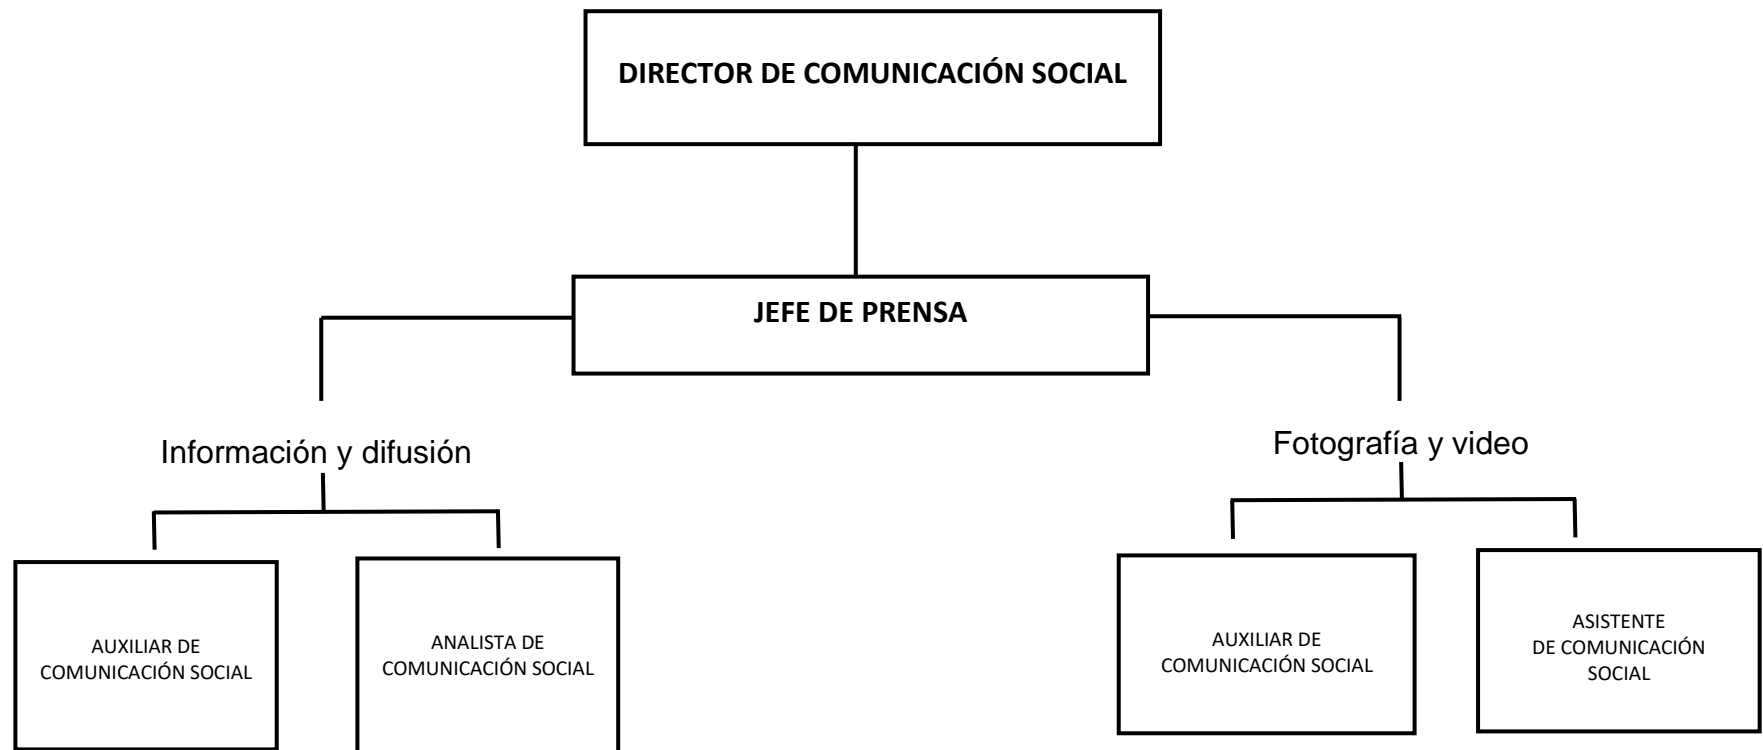 DIRECTOR DE COMUNICACIÓN SOCIAL
JEFE DE PRENSA
Información y difusión
Fotografía y video
AUXILIAR DE
COMUNICACIÓN SOCIAL
ANALISTA DE
COMUNICACIÓN SOCIAL
AUXILIAR DE
COMUNICACIÓN SOCIAL
ASISTENTE
DE COMUNICACIÓN
SOCIAL